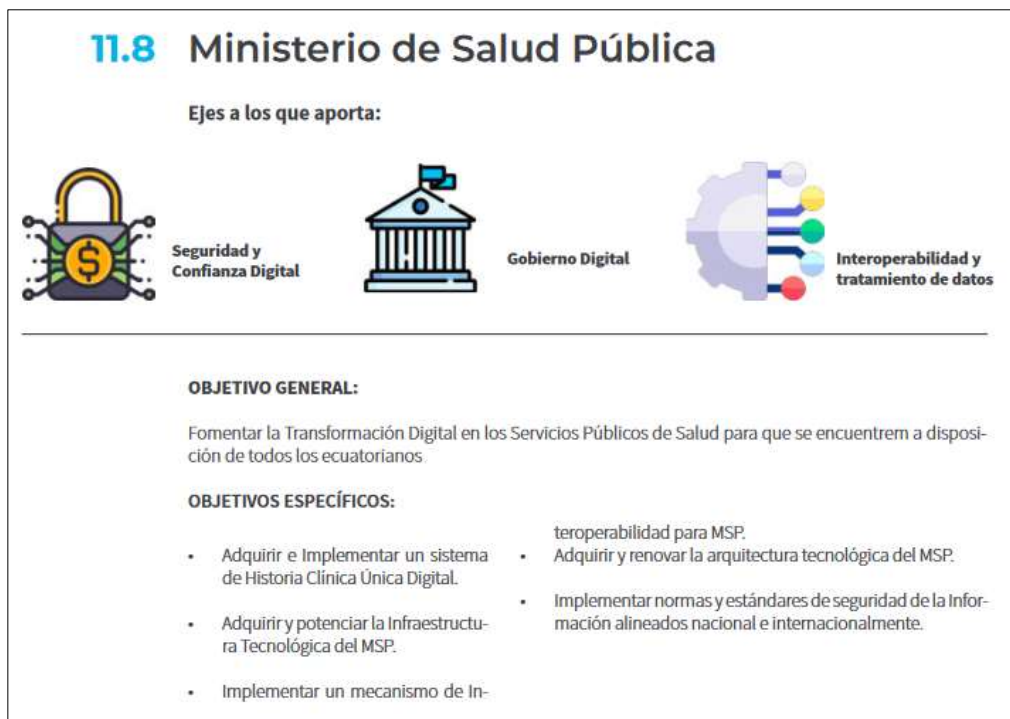 11.8 Ministerio de Salud Pública
Ejes a los que aporta:
Seguridad y
Confianza Digital
Gobierno Digital
Interoperabilidad y
tratamiento de datos
$
OBJETIVO GENERAL:
Fomentar la Transformación Digital en los Servicios Públicos de Salud para que se encuentrem a disposi-
ción de todos los ecuatorianos
OBJETIVOS ESPECÍFICOS:
• Adquirir e Implementar un sistema
de Historia Clínica Única Digital.
• Adquirir y potenciar la Infraestructu-
ra Tecnológica del MSP.
• Implementar un mecanismo de In-
teroperabilidad para MSP.
• Adquirir y renovar la arquitectura tecnológica del MSP.
• Implementar normas y estándares de seguridad de la Infor-
mación alineados nacional e internacionalmente.